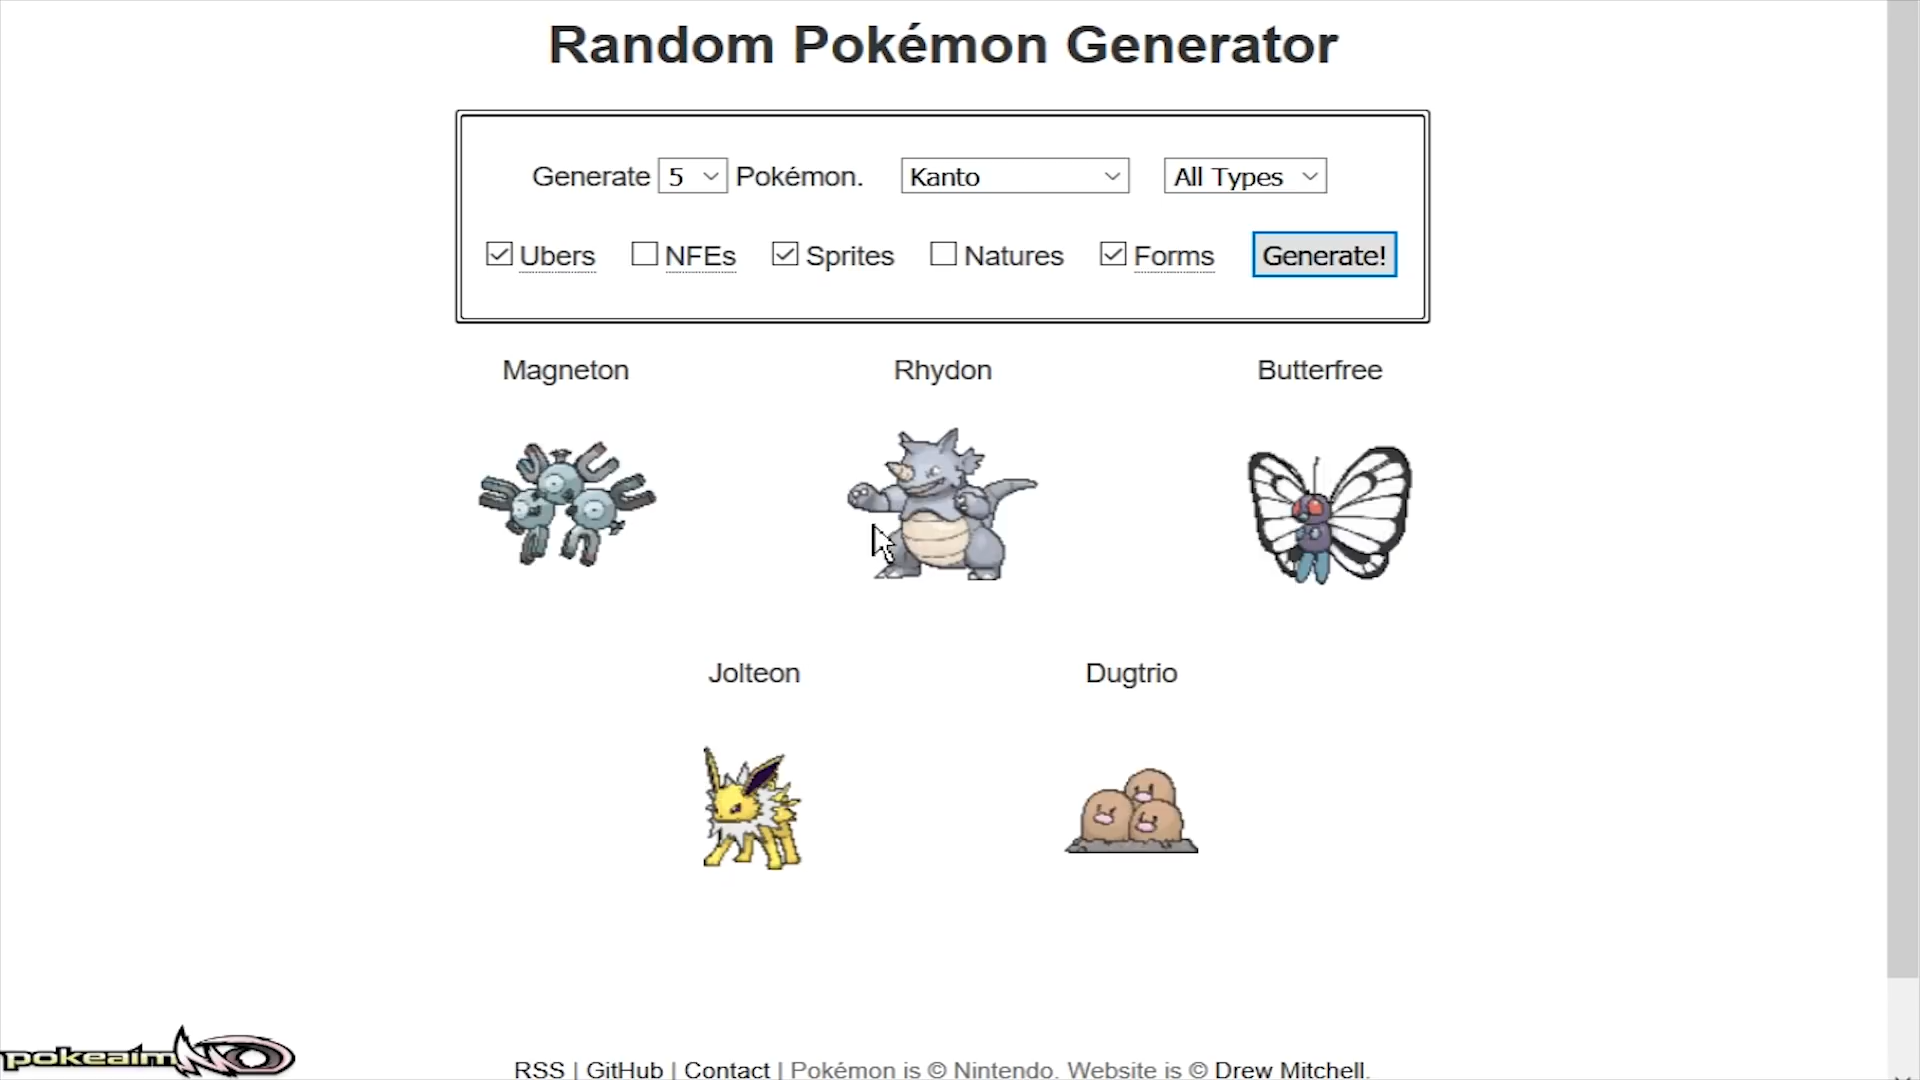 Random Pokémon Generator
Generate 5 Pokémon. Kanto All Types
Ubers NFEs Sprites Natures Forms Generate!
Magneton Rhydon Butterfree
Jolteon Dugtrio
pokeaimMD
RSS | GitHub | Contact | Pokémon is © Nintendo. Website is © Drew Mitchell.